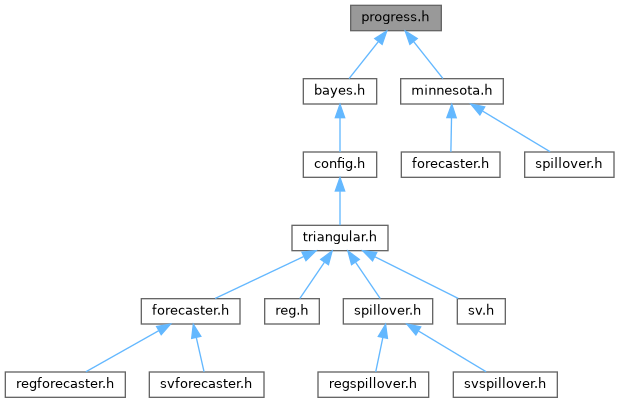 progress.h
bayes.h
minnesota.h
config.h
forecaster.h
spillover.h
triangular.h
forecaster.h
reg.h
spillover.h
sv.h
regforecaster.h
svforecaster.h
regspillover.h
svspillover.h